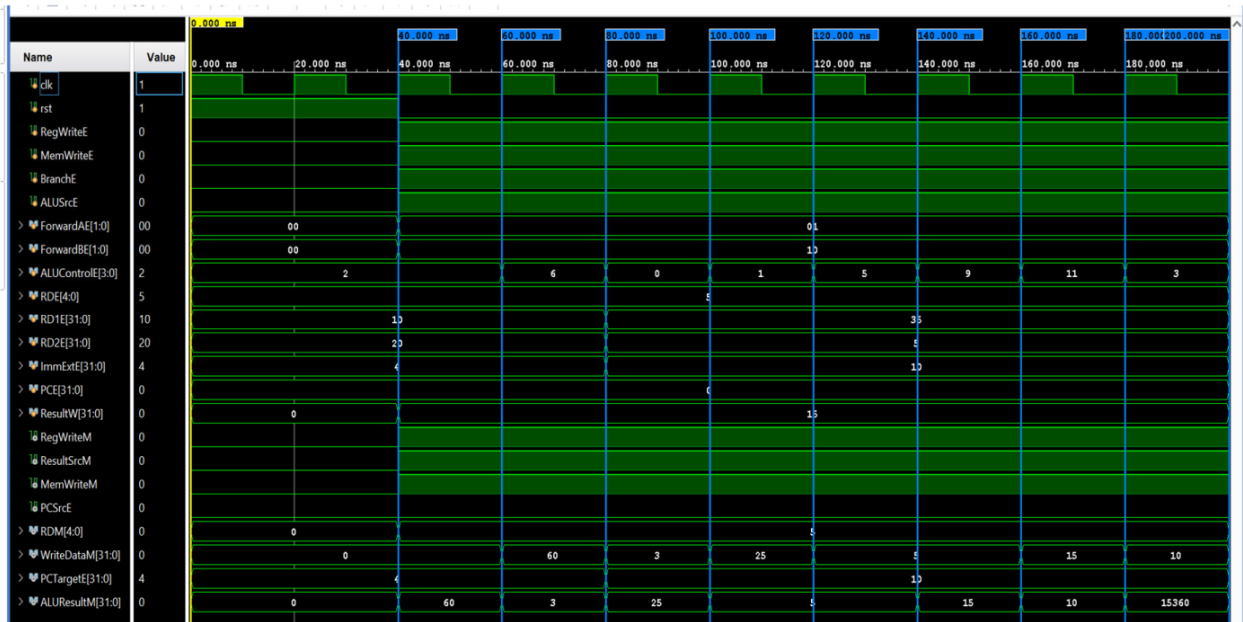 0.000 ns
40.000 ns 60.000 ns 80.000 ns 100.000 ns 120.000 ns 140.000 ns 160.000 ns 180.00 200.000 ns
Name Value 0.000 ns 20.000 ns 40.000 ns 60.000 ns 80.000 ns 100.000 ns 120.000 ns 140.000 ns 160.000 ns 180.000 ns
clk 1
rst 1
RegWriteE 0
MemWriteE 0
BranchE 0
ALUSrcE 0
ForwardAE[1:0] 00 00 01
ForwardBE[1:0] 00 00 10
ALUControlE[3:0] 2 2 6 0 1 5 9 11 3
RDE[4:0] 5 5
RD1E[31:0] 10 10 35
RD2E[31:0] 20 20 5
ImmExtE[31:0] 4 4 10
PCE[31:0] 0 0
ResultW[31:0] 0 0 15
RegWriteM 0
ResultSrcM 0
MemWriteM 0
PCSrcE 0
RDM[4:0] 0 0 5
WriteDataM[31:0] 0 0 60 3 25 5 15 10
PCTargetE[31:0] 4 4 10
ALUResultM[31:0] 0 0 60 3 25 5 15 10 15360